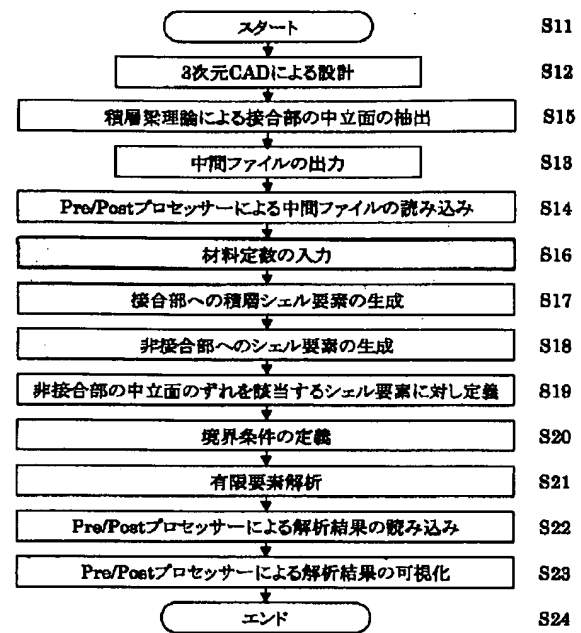 スタート S11
3次元CADによる設計 S12
積層梁理論による接合部の中立面の抽出 S15
中間ファイルの出力 S13
Pre/Postプロセッサーによる中間ファイルの読み込み S14
材料定数の入力 S16
接合部への積層シェル要素の生成 S17
非接合部へのシェル要素の生成 S18
非接合部の中立面のずれを該当するシェル要素に対し定義 S19
境界条件の定義 S20
有限要素解析 S21
Pre/Postプロセッサーによる解析結果の読み込み S22
Pre/Postプロセッサーによる解析結果の可視化 S23
エンド S24